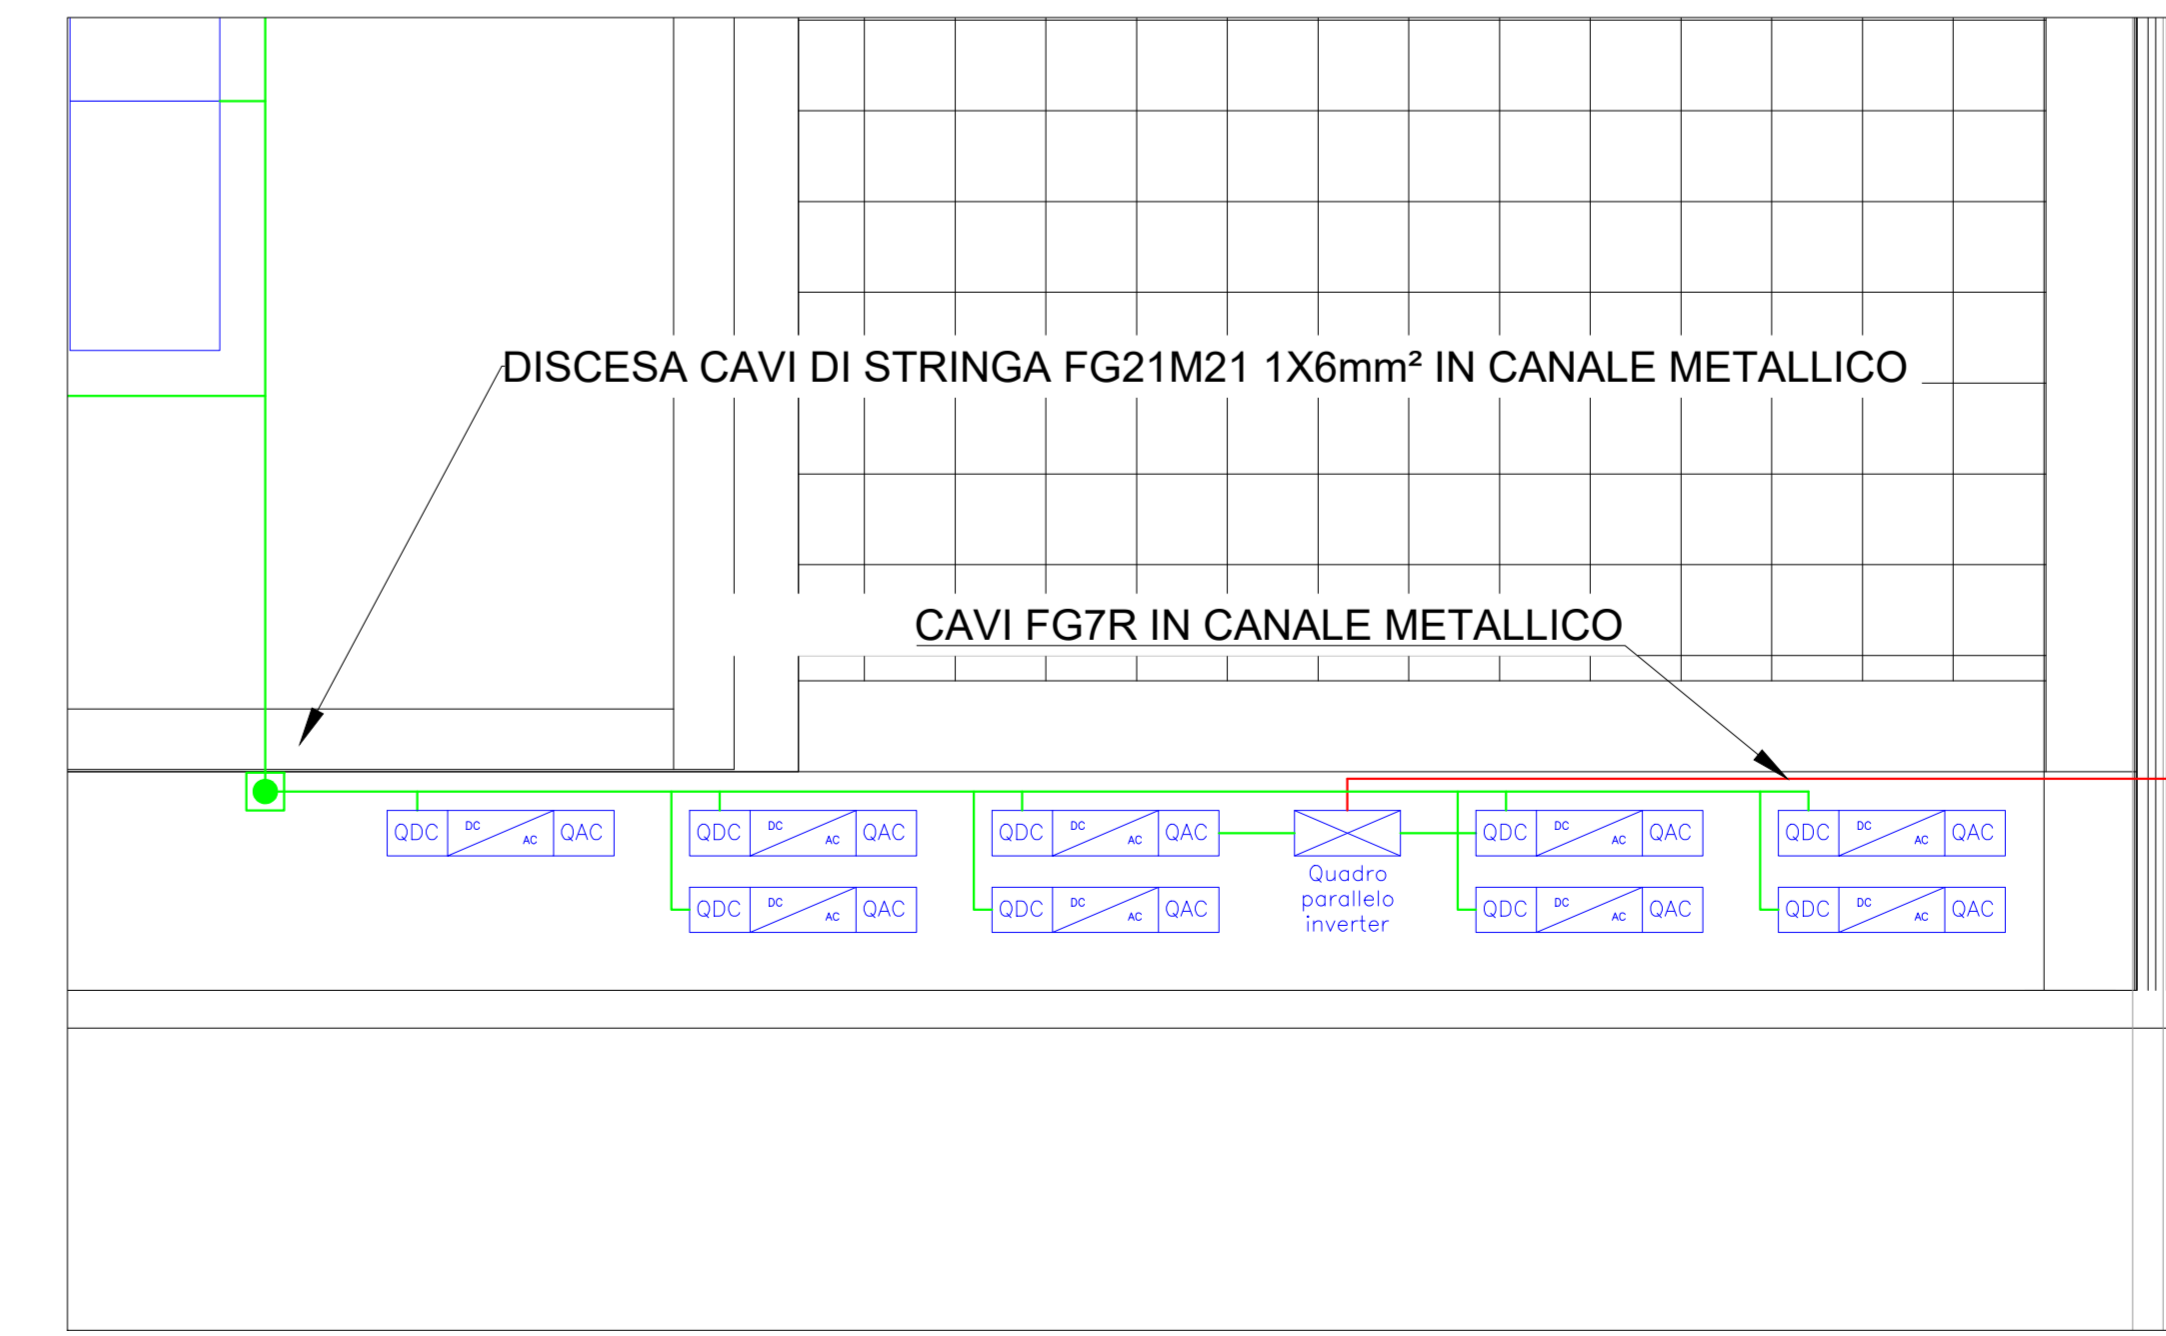 DISCESA CAVI DI STRINGA FG21M21 1X6mm² IN CANALE METALLICO
CAVI FG7R IN CANALE METALLICO
QDC DC AC QAC
QDC DC AC QAC
QDC DC AC QAC
QDC DC AC QAC
QDC DC AC QAC
Quadro
parallelo
inverter
QDC DC AC QAC
QDC DC AC QAC
QDC DC AC QAC
QDC DC AC QAC